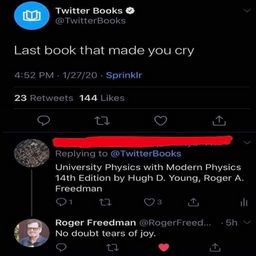 Twitter Books
@TwitterBooks
Last book that made you cry
4:52 PM · 1/27/20 · Sprinklr
23 Retweets 144 Likes
Replying to @TwitterBooks
University Physics with Modern Physics
14th Edition by Hugh D. Young, Roger A.
Freedman
1 3
Roger Freedman @RogerFreed... · 5h
No doubt tears of joy.